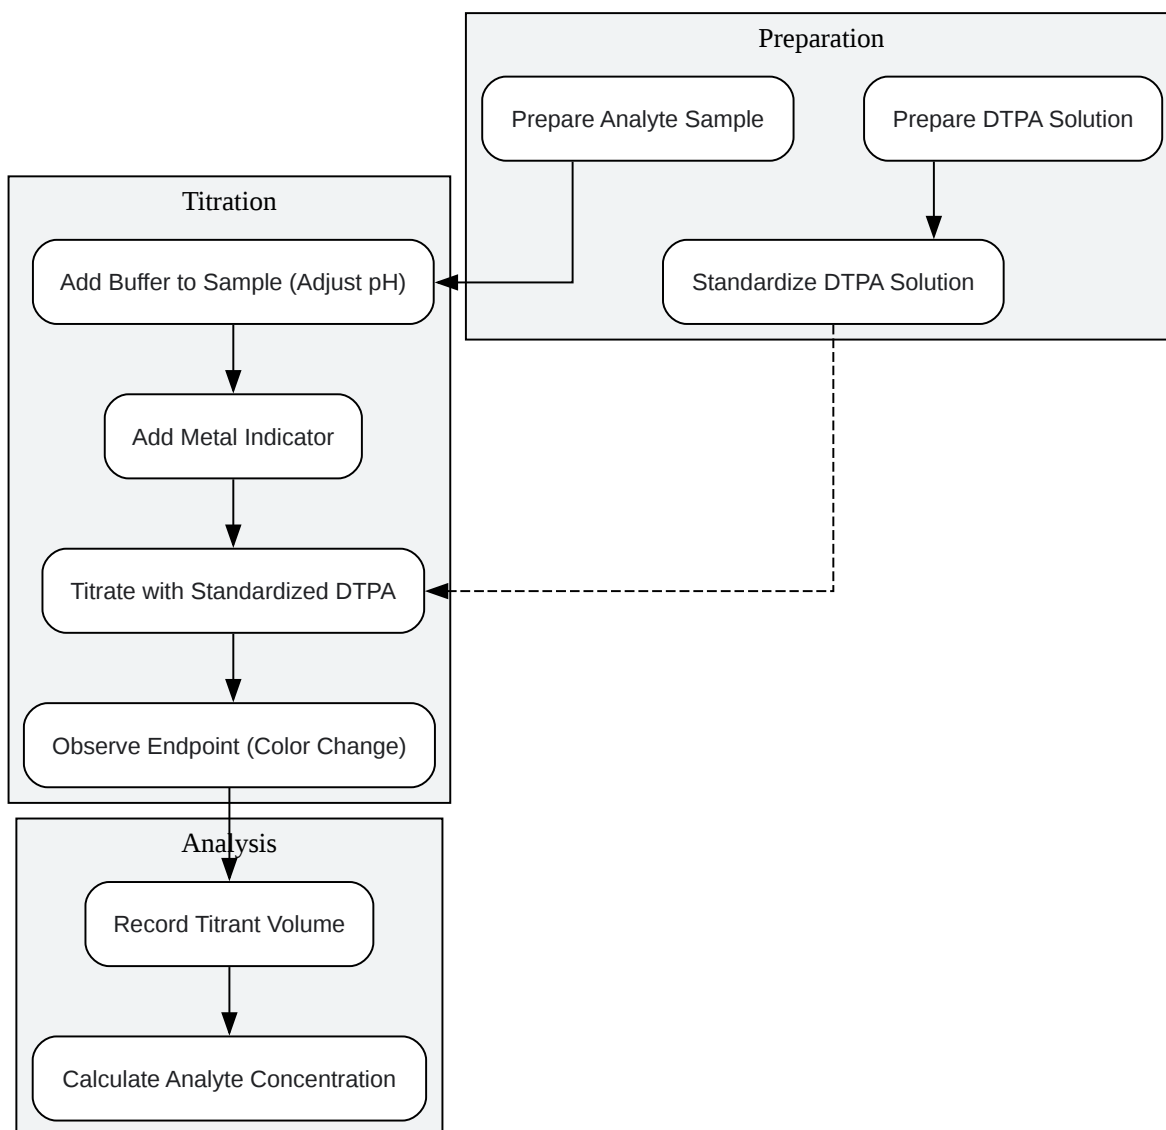 Preparation
Prepare Analyte Sample
Prepare DTPA Solution
Standardize DTPA Solution
Titration
Add Buffer to Sample (Adjust pH)
Add Metal Indicator
Titrate with Standardized DTPA
Observe Endpoint (Color Change)
Analysis
Record Titrant Volume
Calculate Analyte Concentration